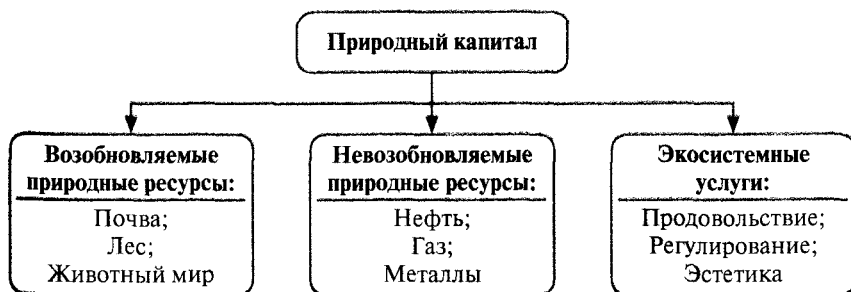 Природный капитал
Возобновляемые
природные ресурсы:
Почва;
Лес;
Животный мир
Невозобновляемые
природные ресурсы:
Нефть;
Газ;
Металлы
Экосистемные
услуги:
Продовольствие;
Регулирование;
Эстетика